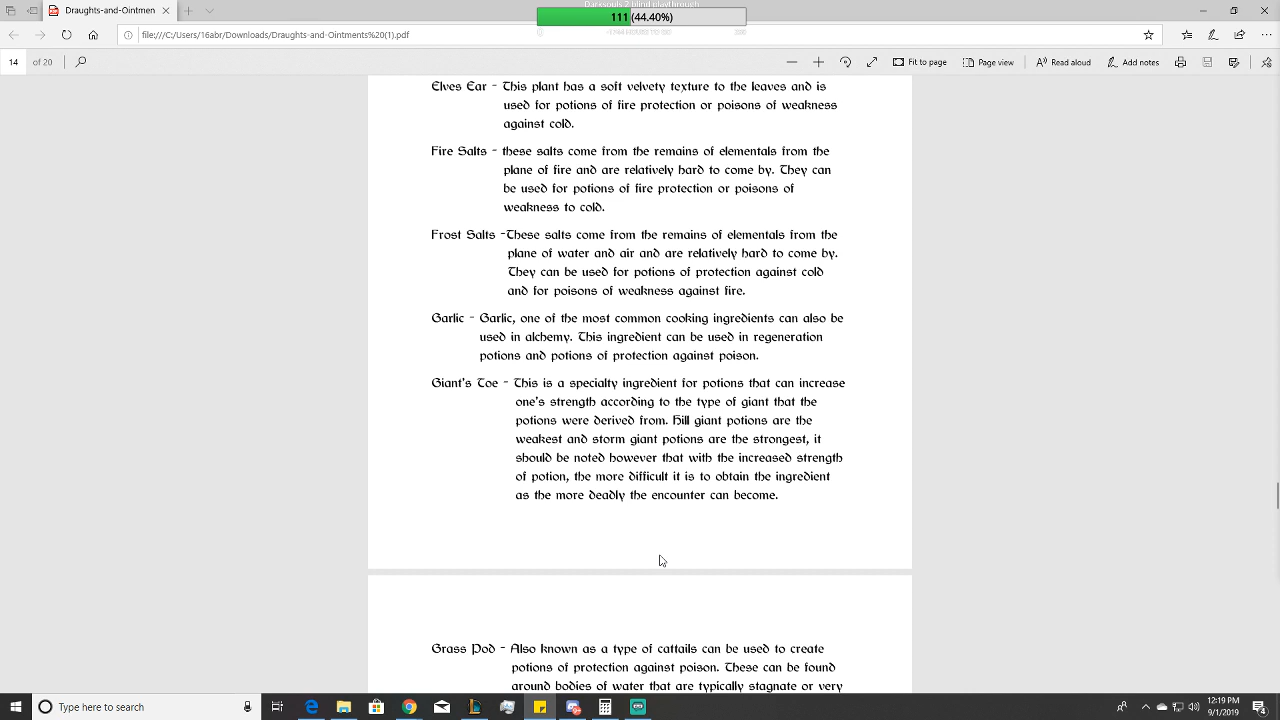 Darksouls 2 blind playthrough
Draughts-and-Ointmen
111 (44.40%)
file:///C:/Users/16abr/Downloads/Draughts-and-Ointments%20(1).pdf
14 of 20
Fit to page
Page view
Read aloud
Add notes
Elves Ear - This plant has a soft velvety texture to the leaves and is
used for potions of fire protection or poisons of weakness
against cold.
Fire Salts - these salts come from the remains of elementals from the
plane of fire and are relatively hard to come by. They can
be used for potions of fire protection or poisons of
weakness to cold.
Frost Salts -These salts come from the remains of elementals from the
plane of water and air and are relatively hard to come by.
They can be used for potions of protection against cold
and for poisons of weakness against fire.
Garlic - Garlic, one of the most common cooking ingredients can also be
used in alchemy. This ingredient can be used in regeneration
potions and potions of protection against poison.
Giant's Toe - This is a specialty ingredient for potions that can increase
one's strength according to the type of giant that the
potions were derived from. Hill giant potions are the
weakest and storm giant potions are the strongest, it
should be noted however that with the increased strength
of potion, the more difficult it is to obtain the ingredient
as the more deadly the encounter can become.
Grass Pod - Also known as a type of cattails can be used to create
potions of protection against poison. These can be found
around bodies of water that are typically stagnate or very
Type here to search
12:19 PM
9/1/2019